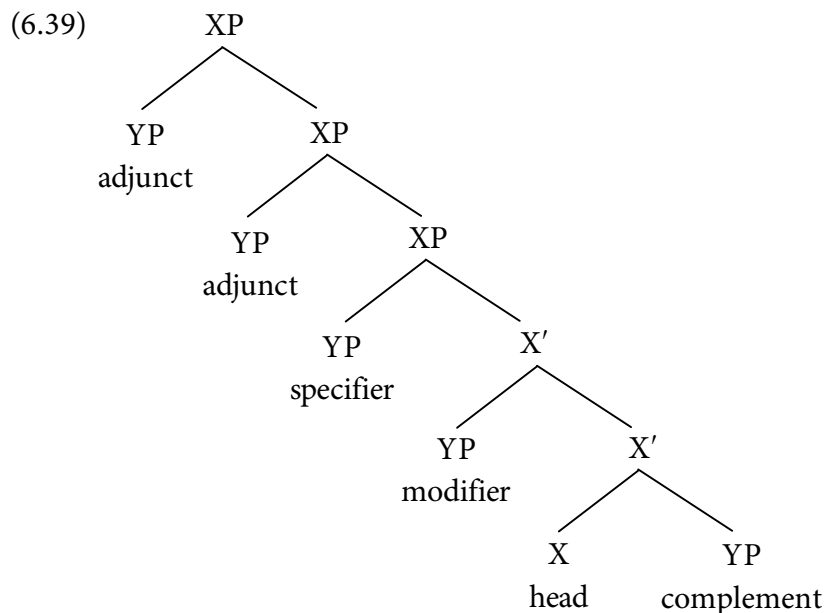 (6.39) XP
YP XP
adjunct
YP XP
adjunct
YP X′
specifier
YP X′
modifier
X YP
head complement